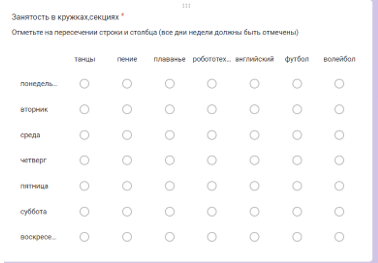 Занятость в кружках,секциях *
Отметьте на пересечении строки и столбца (все дни недели должны быть отмечены)
танцы пение плаванье робототех... английский футбол волейбол
понедель...
вторник
среда
четверг
пятница
суббота
воскресе...